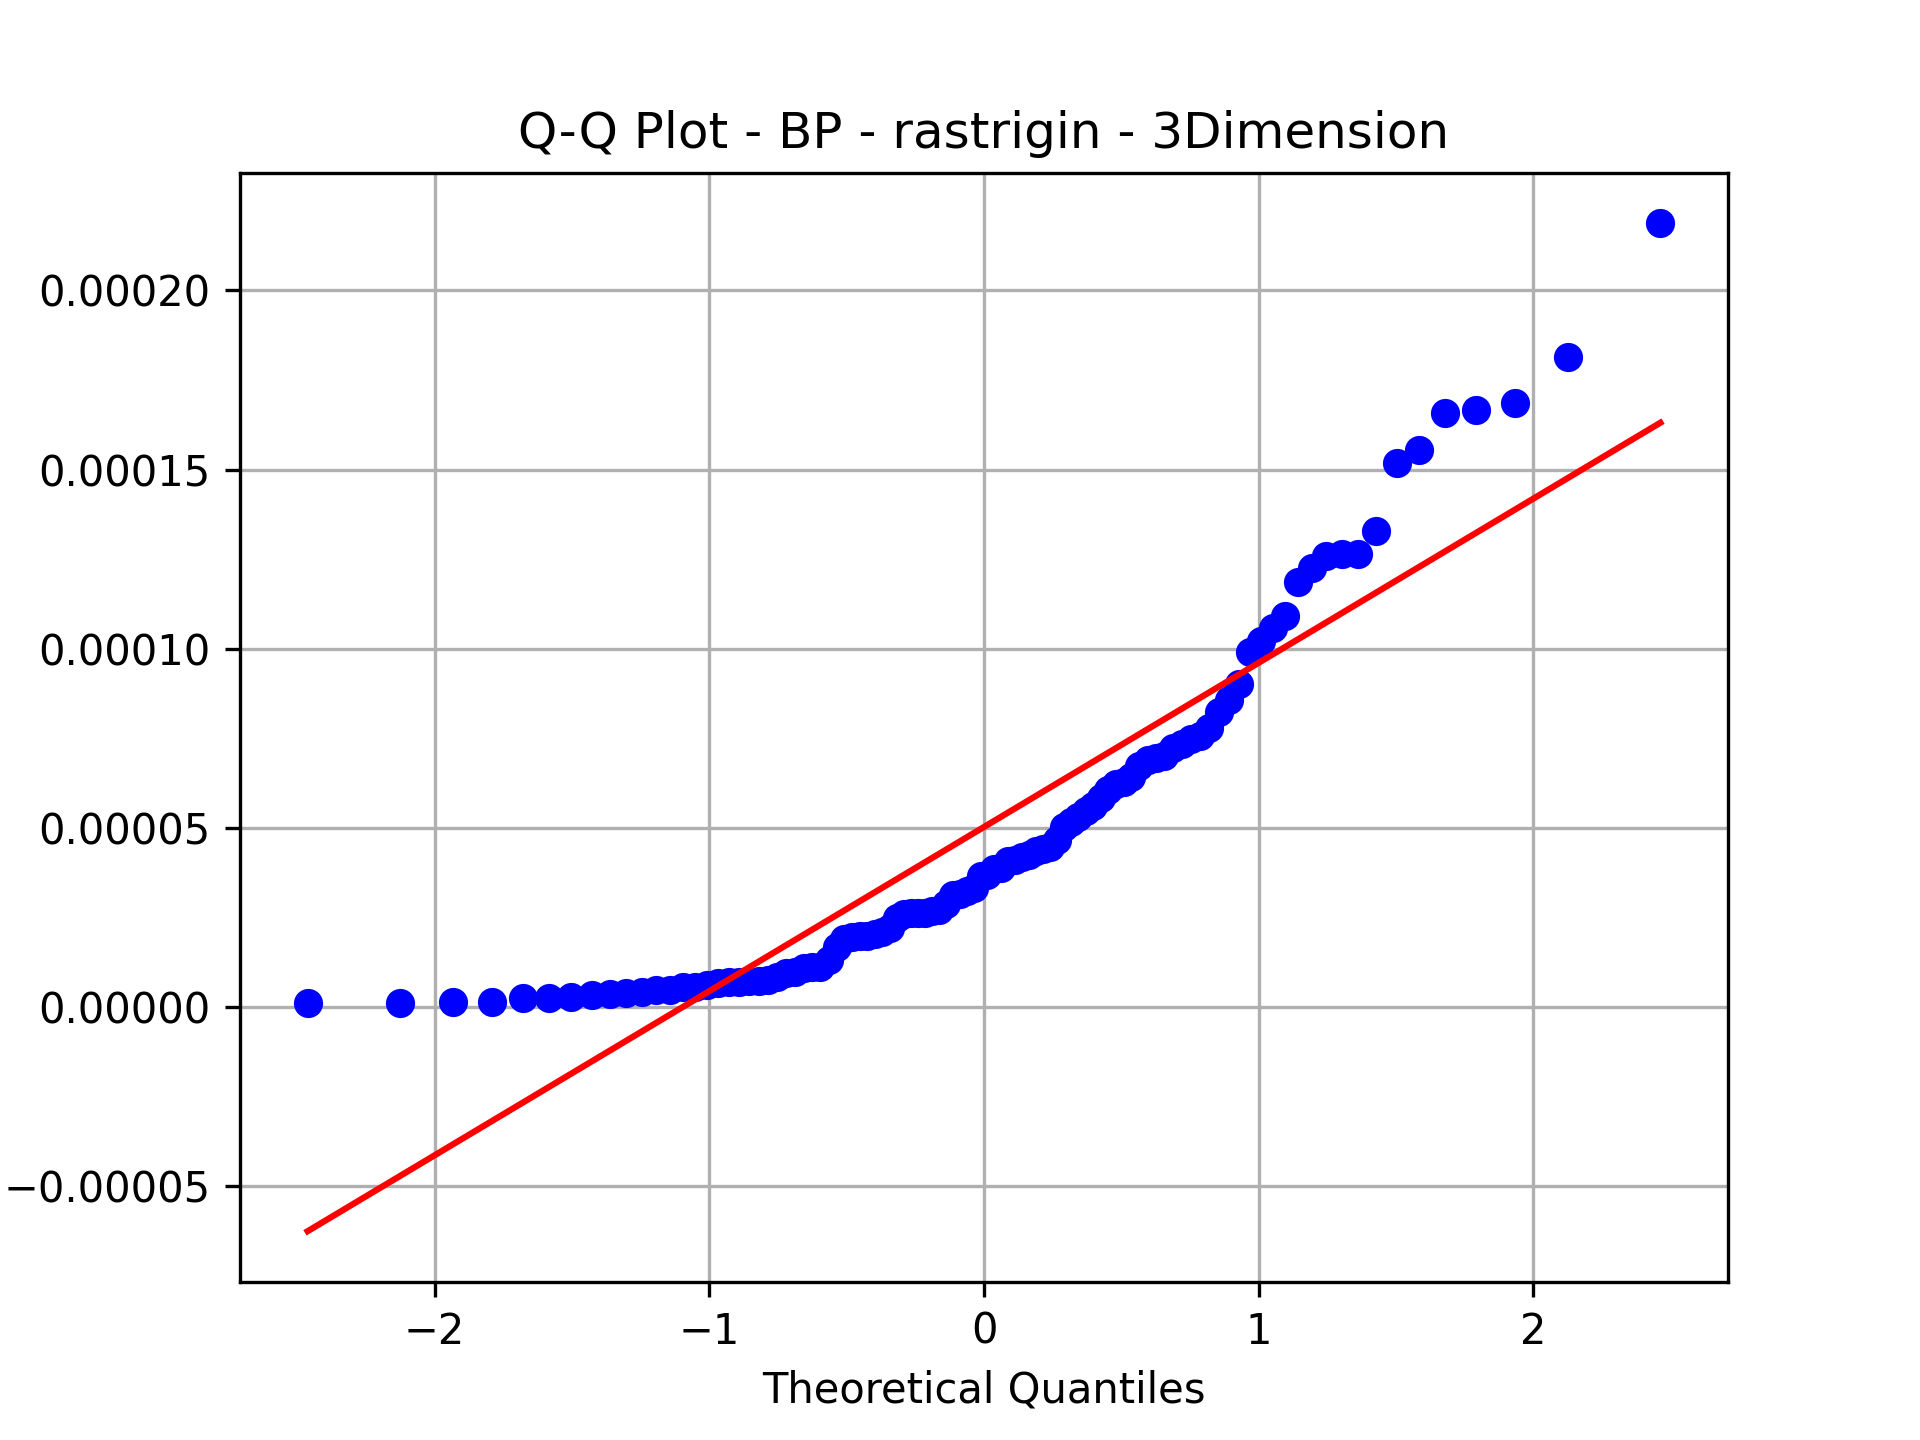 Q-Q Plot - BP - rastrigin - 3Dimension
0.00020
0.00015
0.00010
0.00005
0.00000
−0.00005
−2 −1 0 1 2
Theoretical Quantiles